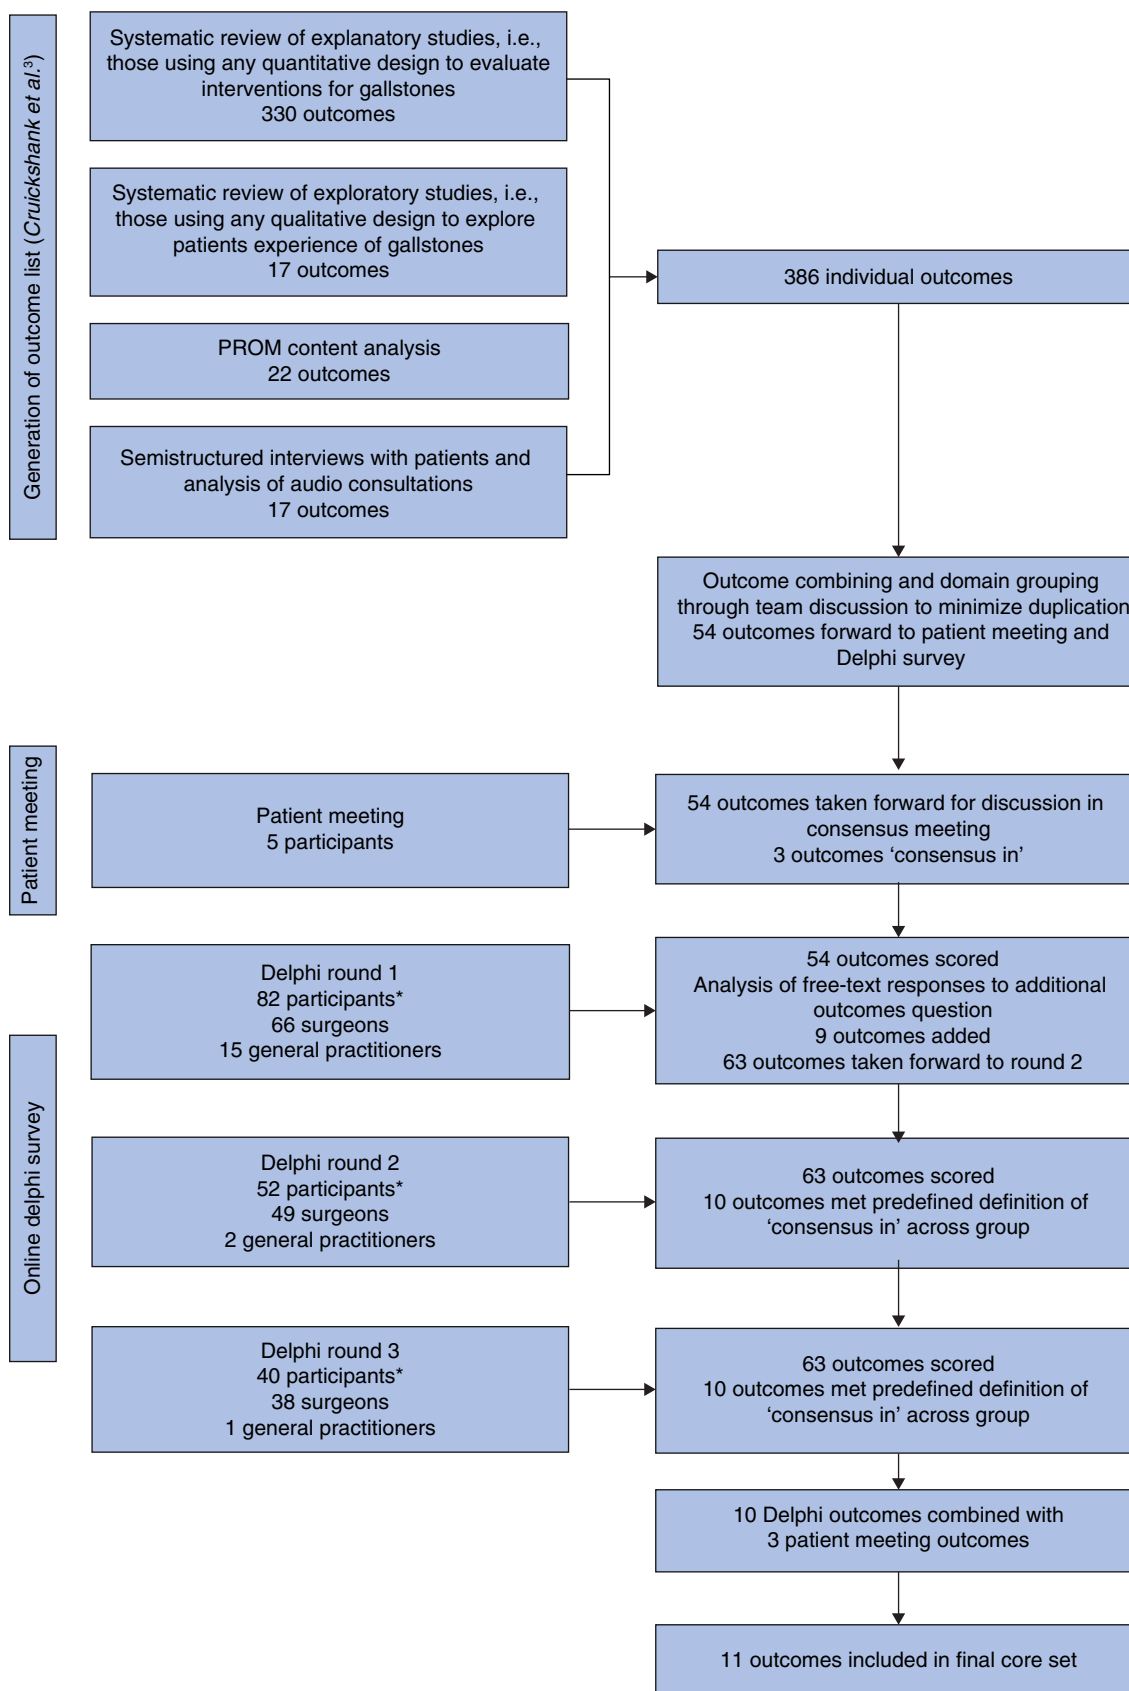 Generation of outcome list (Cruickshank et al.³)
Systematic review of explanatory studies, i.e.,
those using any quantitative design to evaluate
interventions for gallstones
330 outcomes
Systematic review of exploratory studies, i.e.,
those using any qualitative design to explore
patients experience of gallstones
17 outcomes
PROM content analysis
22 outcomes
Semistructured interviews with patients and
analysis of audio consultations
17 outcomes
386 individual outcomes
Outcome combining and domain grouping
through team discussion to minimize duplication
54 outcomes forward to patient meeting and
Delphi survey
Patient meeting
Patient meeting
5 participants
54 outcomes taken forward for discussion in
consensus meeting
3 outcomes ‘consensus in’
Online delphi survey
Delphi round 1
82 participants*
66 surgeons
15 general practitioners
54 outcomes scored
Analysis of free-text responses to additional
outcomes question
9 outcomes added
63 outcomes taken forward to round 2
Delphi round 2
52 participants*
49 surgeons
2 general practitioners
63 outcomes scored
10 outcomes met predefined definition of
‘consensus in’ across group
Delphi round 3
40 participants*
38 surgeons
1 general practitioners
63 outcomes scored
10 outcomes met predefined definition of
‘consensus in’ across group
10 Delphi outcomes combined with
3 patient meeting outcomes
11 outcomes included in final core set